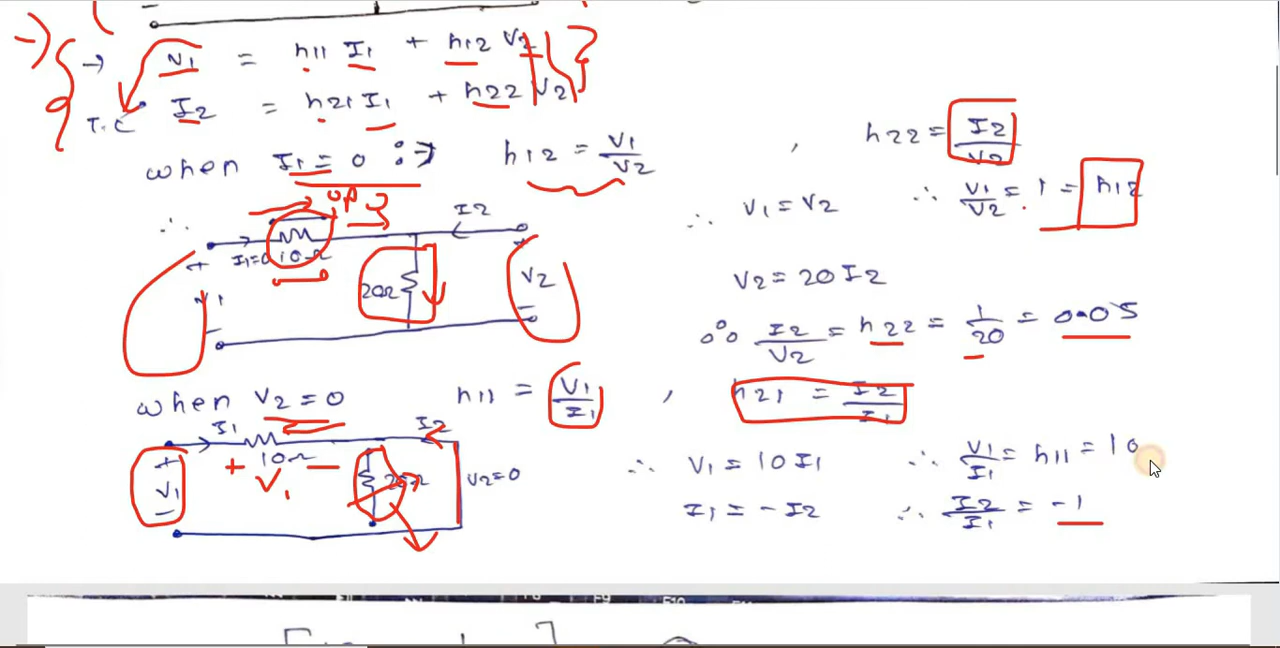 → V1 = h11 I1 + h12 V2
T.C I2 = h21 I1 + h22 V2
when I1 = 0 :→ h12 = V1/V2 , h22 = I2/V2
∴ V1 = V2 ∴ V1/V2 = 1 = h12
∴ op
I2
I1=0 10Ω
+ V1 −
20Ω
+ V2 −
V2 = 20 I2
∴ I2/V2 = h22 = 1/20 = 0.05
when V2 = 0 h11 = V1/I1 , h21 = I2/I1
I1 I2
10Ω
+ V1 −
+ V1 −
20Ω
V2=0
∴ V1 = 10 I1 ∴ V1/I1 = h11 = 10
I1 = − I2 ∴ I2/I1 = −1
F9 F10